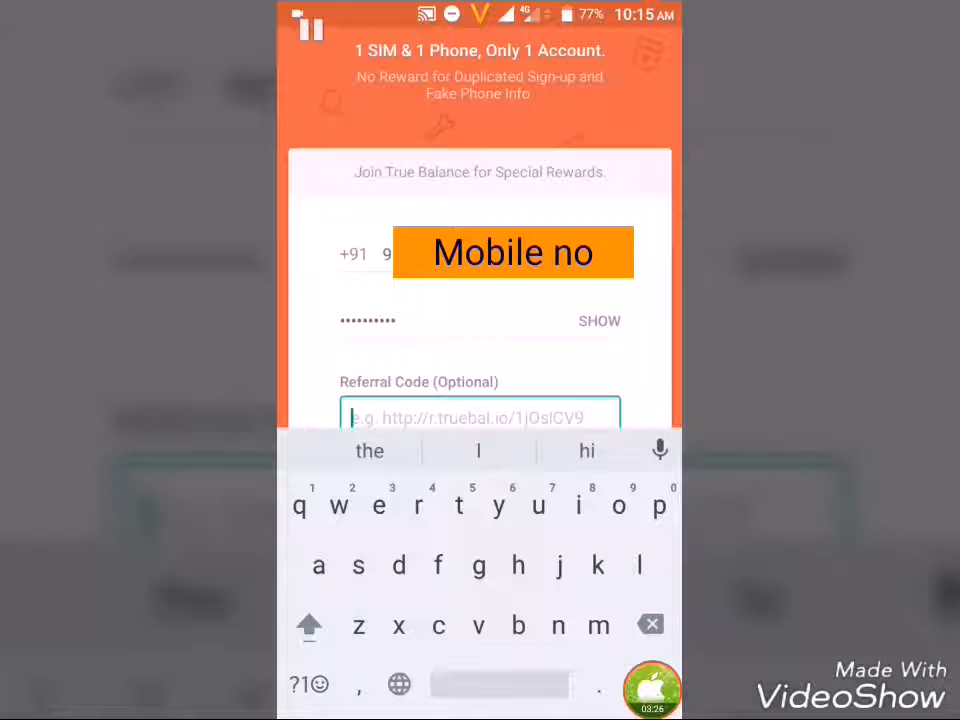 4G 77% 10:15 AM
1 SIM & 1 Phone, Only 1 Account.
No Reward for Duplicated Sign-up and
Fake Phone Info
Join True Balance for Special Rewards.
+91 9 Mobile no
•••••••••• SHOW
Referral Code (Optional)
e.g. http://r.truebal.io/1jOslCV9
the I hi
1 2 3 4 5 6 7 8 9 0
q w e r t y u i o p
a s d f g h j k l
z x c v b n m
?1 , .
03:26
Made With
VideoShow